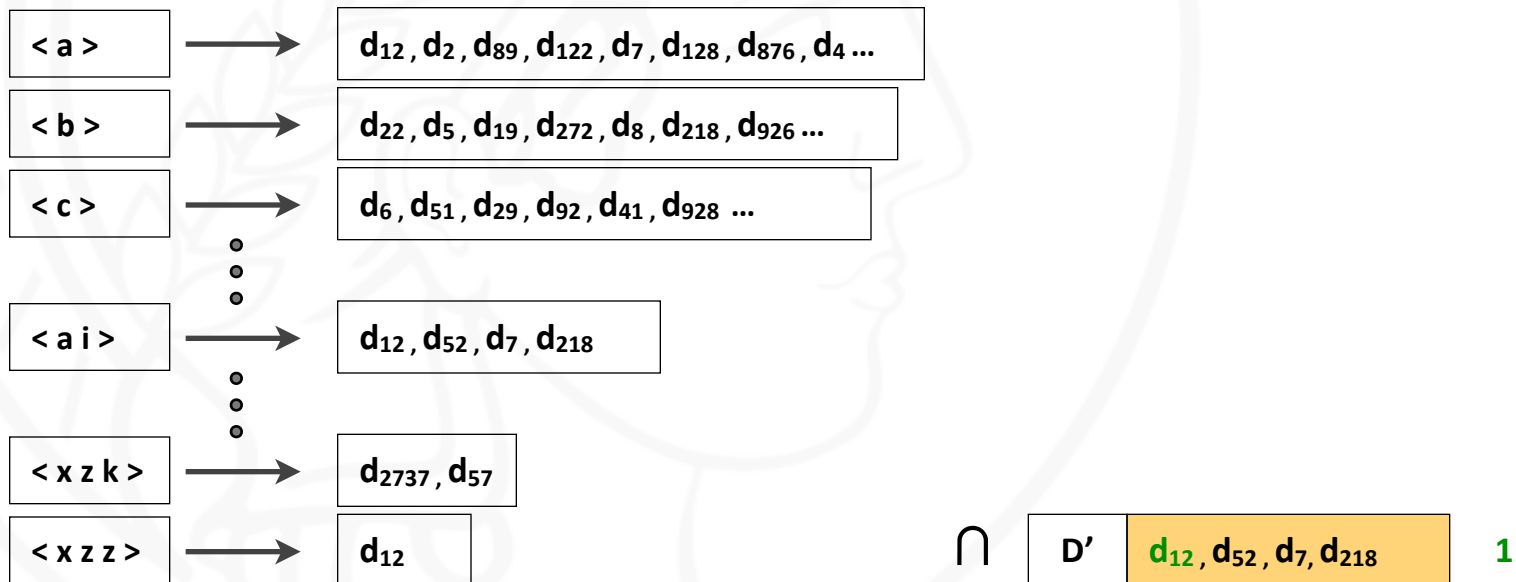 < a > d12 , d2 , d89 , d122 , d7 , d128 , d876 , d4 ...
< b > d22 , d5 , d19 , d272 , d8 , d218 , d926 ...
< c > d6 , d51 , d29 , d92 , d41 , d928 ...
< a i > d12 , d52 , d7 , d218
< x z k > d2737 , d57
< x z z > d12 ∩ D’ d12 , d52 , d7 , d218 1